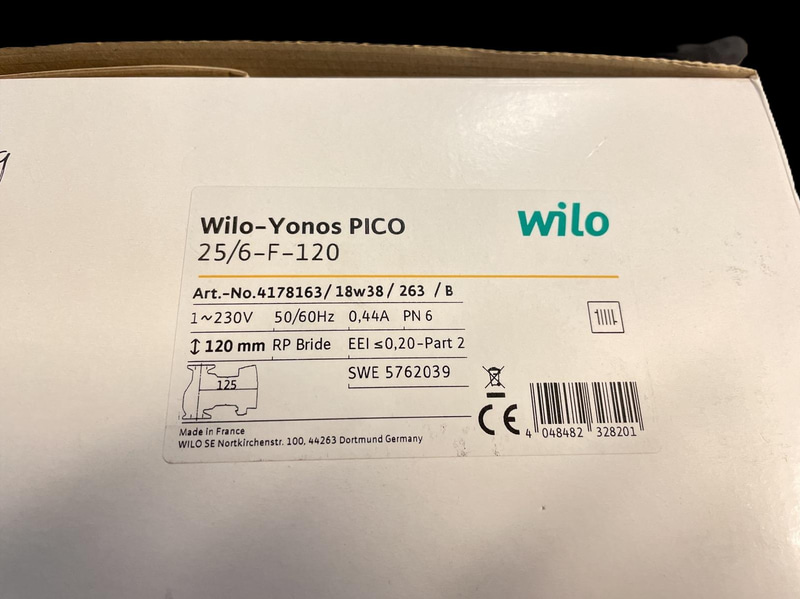 Wilo-Yonos PICO
25/6-F-120
wilo
Art.-No.4178163/ 18w38 / 263 / B
1~230V 50/60Hz 0,44A PN 6
120 mm RP Bride EEI ≤0,20-Part 2
125
SWE 5762039
CE
4 048482 328201
Made in France
WILO SE Nortkirchenstr. 100, 44263 Dortmund Germany